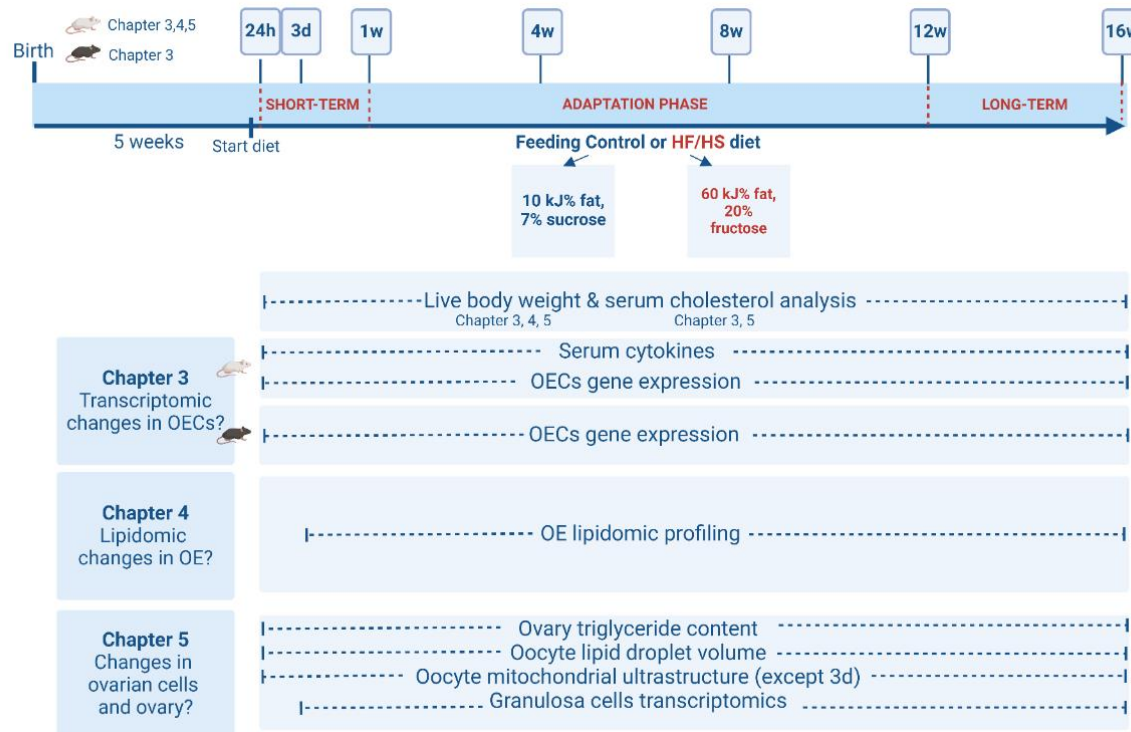 Chapter 3,4,5
Chapter 3
Birth
24h
3d
1w
4w
8w
12w
16w
SHORT-TERM
ADAPTATION PHASE
LONG-TERM
5 weeks
Start diet
Feeding Control or HF/HS diet
10 kJ% fat,
7% sucrose
60 kJ% fat,
20%
fructose
Live body weight & serum cholesterol analysis
Chapter 3, 4, 5
Chapter 3, 5
Chapter 3
Transcriptomic
changes in OECs?
Serum cytokines
OECs gene expression
OECs gene expression
Chapter 4
Lipidomic
changes in OE?
OE lipidomic profiling
Chapter 5
Changes in
ovarian cells
and ovary?
Ovary triglyceride content
Oocyte lipid droplet volume
Oocyte mitochondrial ultrastructure (except 3d)
Granulosa cells transcriptomics